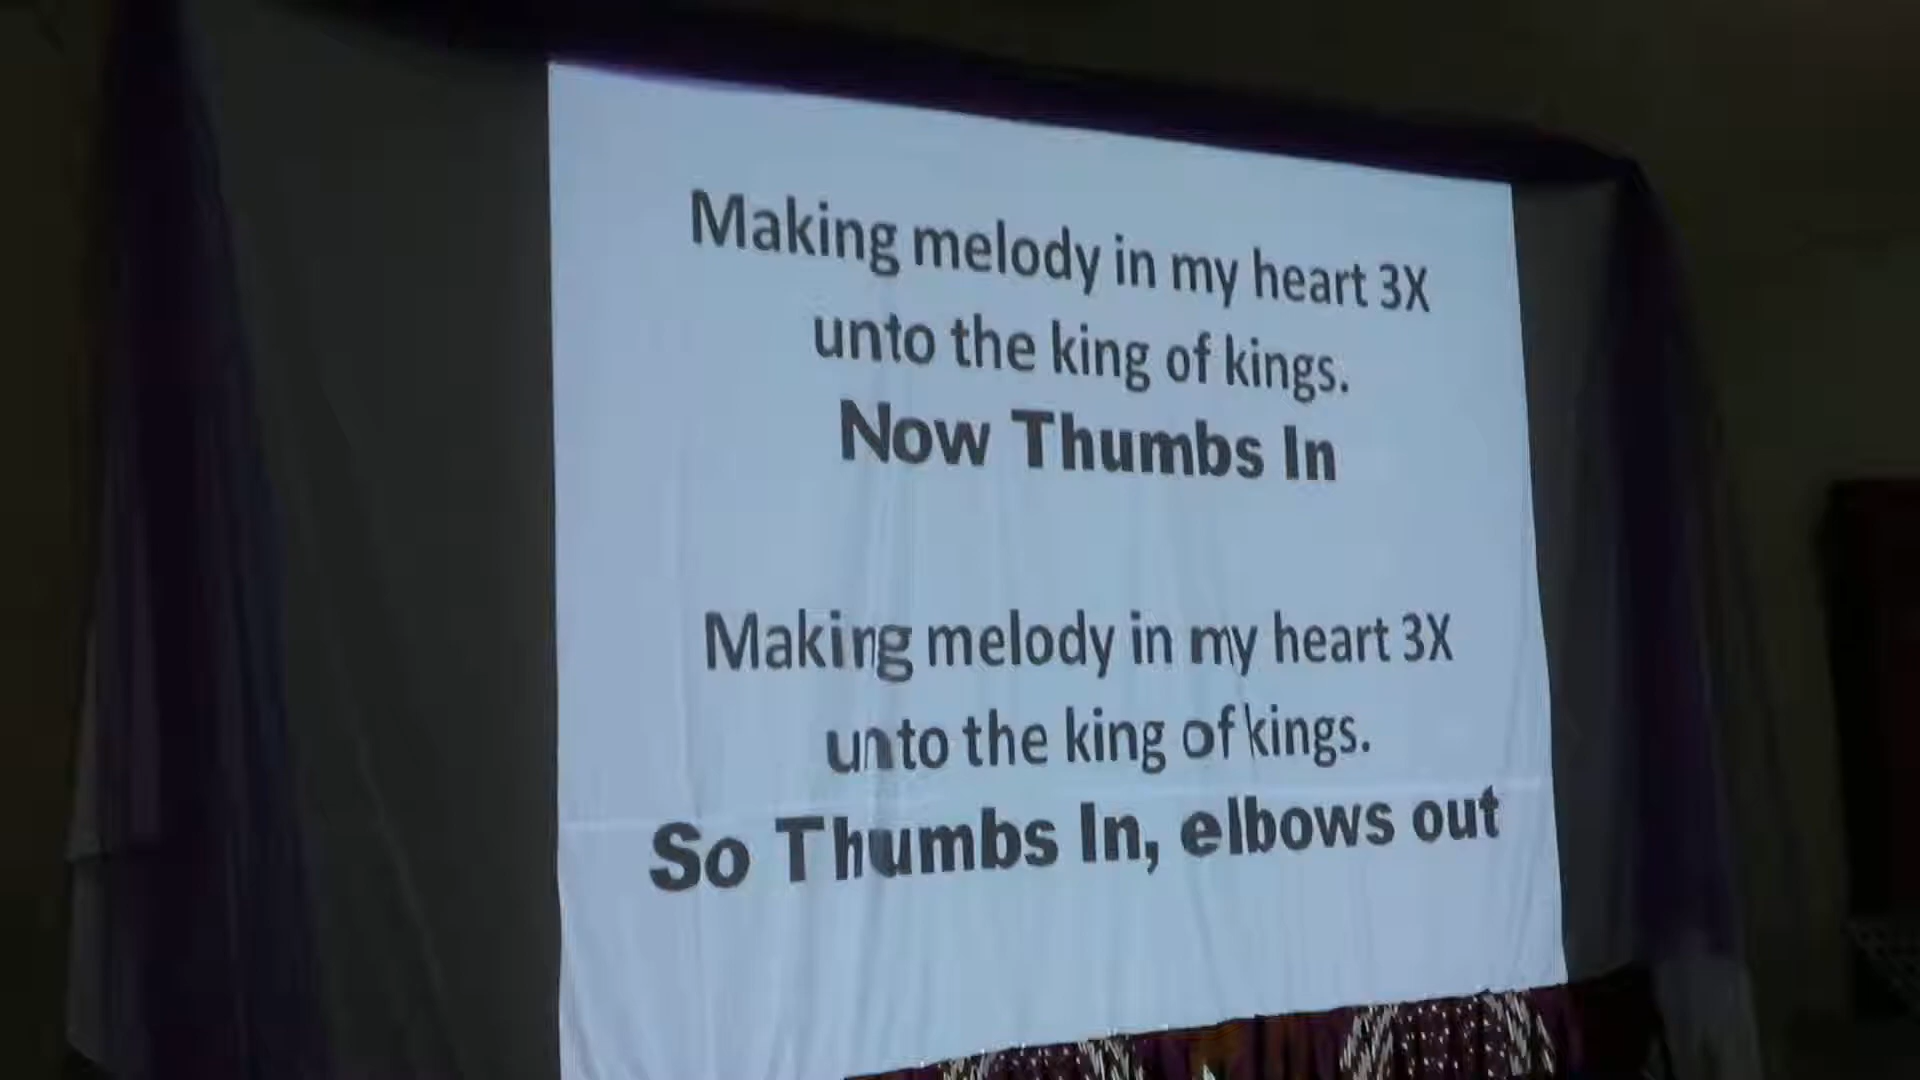 Making melody in my heart 3X
unto the king of kings.
Now Thumbs In
Making melody in my heart 3X
unto the king of kings.
So Thumbs In, elbows out